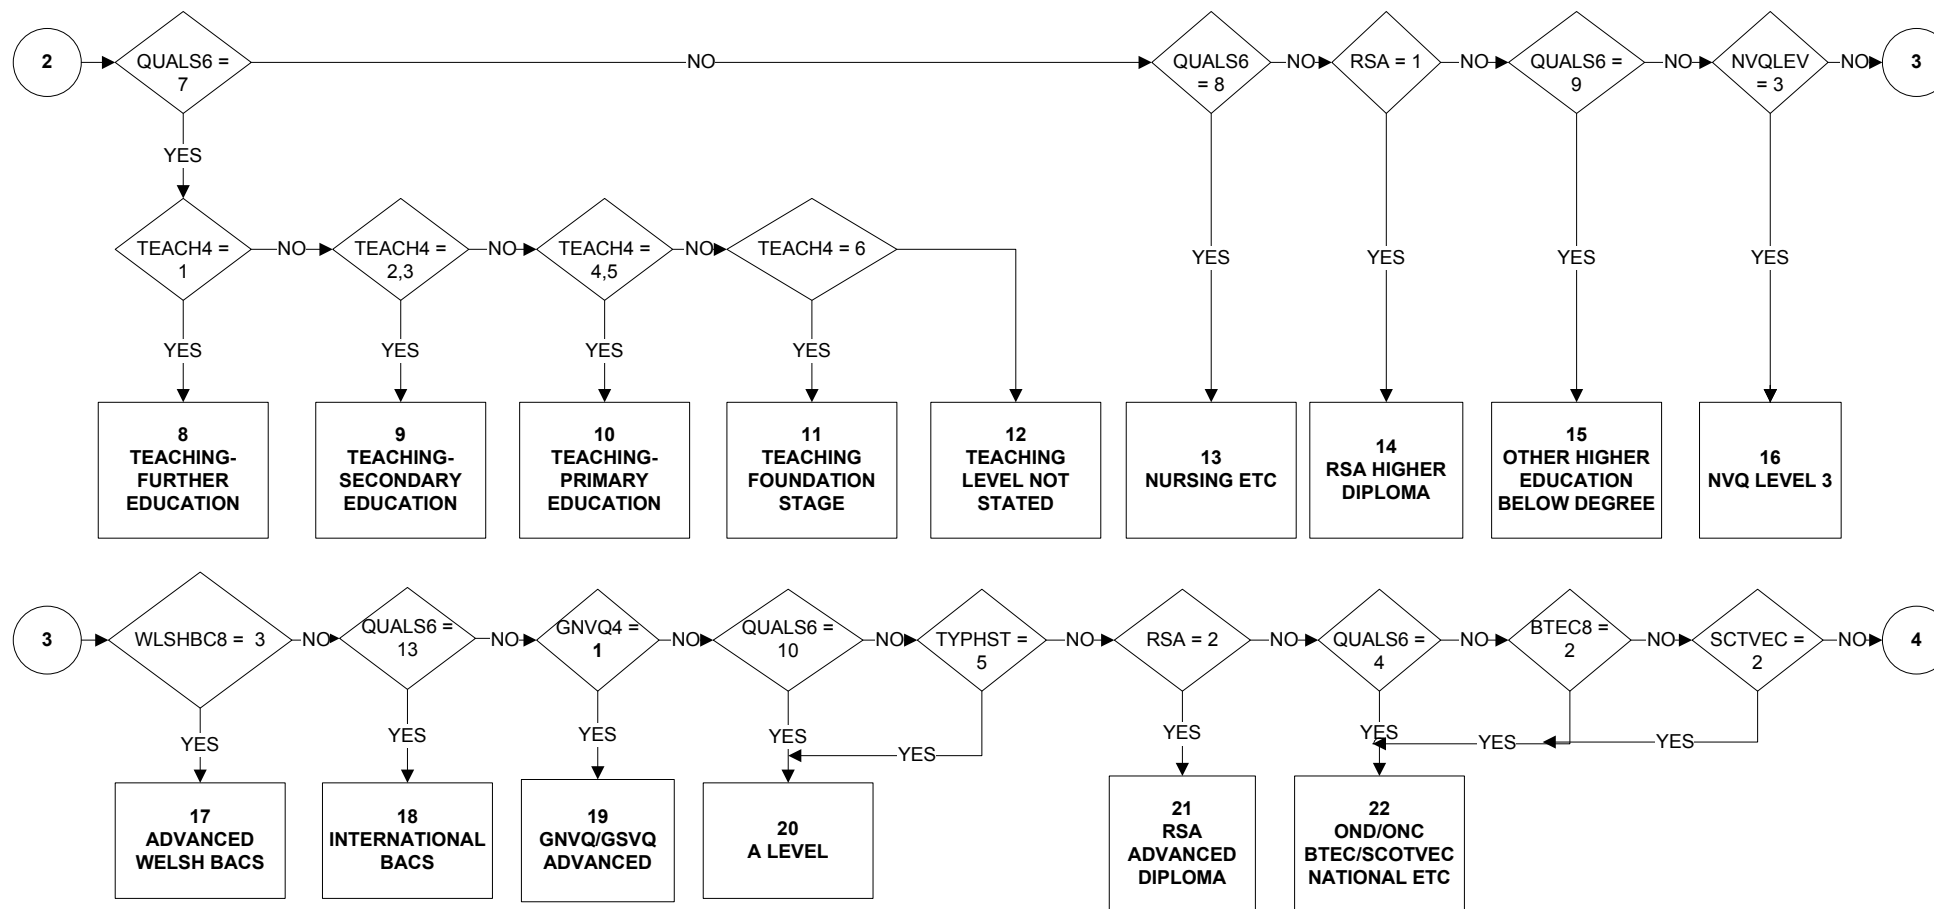 2
QUALS6 =
7
NO
QUALS6
= 8
NO
RSA = 1
NO
QUALS6 =
9
NO
NVQLEV
= 3
NO
3
YES
TEACH4 =
1
NO
TEACH4 =
2,3
NO
TEACH4 =
4,5
NO
TEACH4 = 6
YES
YES
YES
YES
YES
YES
YES
YES
8
TEACHING-
FURTHER
EDUCATION
9
TEACHING-
SECONDARY
EDUCATION
10
TEACHING-
PRIMARY
EDUCATION
11
TEACHING
FOUNDATION
STAGE
12
TEACHING
LEVEL NOT
STATED
13
NURSING ETC
14
RSA HIGHER
DIPLOMA
15
OTHER HIGHER
EDUCATION
BELOW DEGREE
16
NVQ LEVEL 3
3
WLSHBC8 = 3
NO
QUALS6 =
13
NO
GNVQ4 =
1
NO
QUALS6 =
10
NO
TYPHST =
5
NO
RSA = 2
NO
QUALS6 =
4
NO
BTEC8 =
2
NO
SCTVEC =
2
NO
4
YES
YES
YES
YES
YES
YES
YES
YES
YES
17
ADVANCED
WELSH BACS
18
INTERNATIONAL
BACS
19
GNVQ/GSVQ
ADVANCED
20
A LEVEL
21
RSA
ADVANCED
DIPLOMA
22
OND/ONC
BTEC/SCOTVEC
NATIONAL ETC